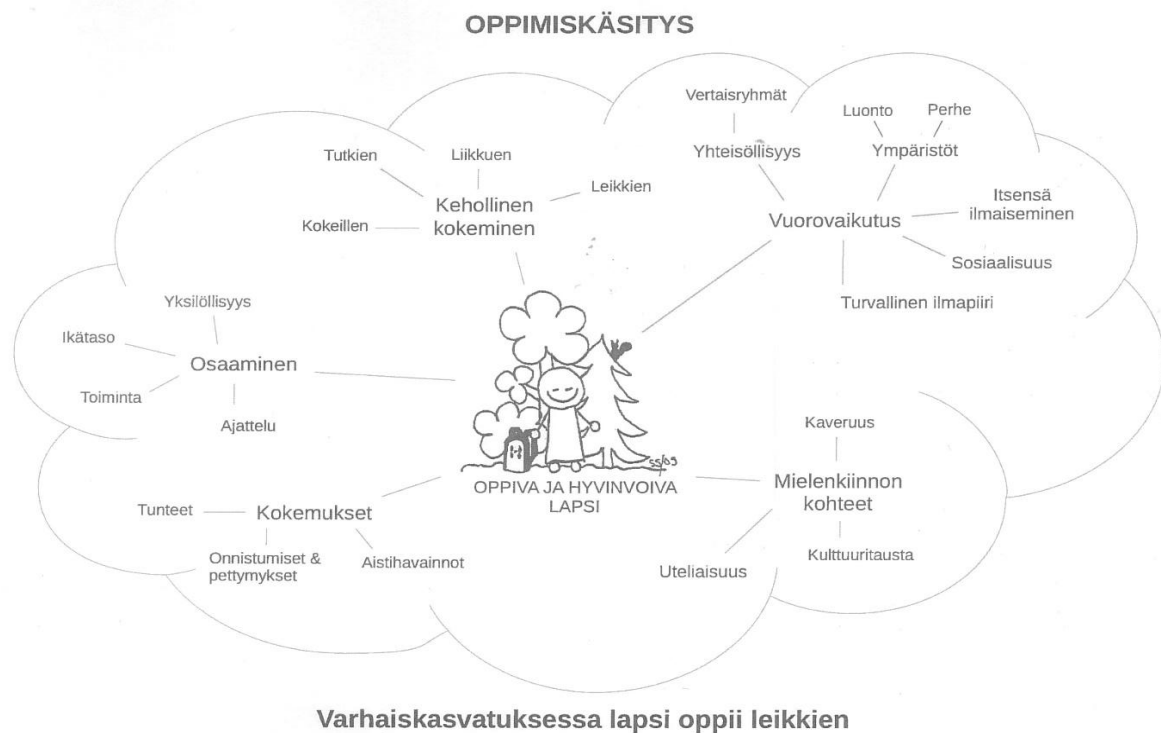 OPPIMISKÄSITYS
Vertaisryhmät
Luonto
Perhe
Tutkien
Liikkuen
Yhteisöllisyys
Ympäristöt
Leikkien
Kehollinen
kokeminen
Itsensä
ilmaiseminen
Kokeillen
Vuorovaikutus
Sosiaalisuus
Yksilöllisyys
Turvallinen ilmapiiri
Ikätaso
Osaaminen
Toiminta
Ajattelu
Kaveruus
ss/09
OPPIVA JA HYVINVOIVA
LAPSI
Mielenkiinnon
kohteet
Tunteet
Kokemukset
Onnistumiset &
pettymykset
Aistihavainnot
Kulttuuritausta
Uteliaisuus
Varhaiskasvatuksessa lapsi oppii leikkien